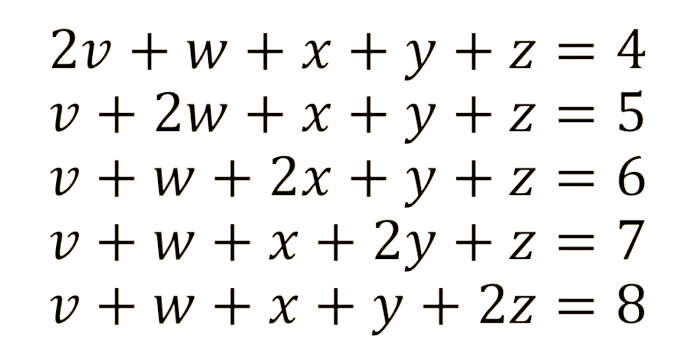 2v + w + x + y + z = 4
v + 2w + x + y + z = 5
v + w + 2x + y + z = 6
v + w + x + 2y + z = 7
v + w + x + y + 2z = 8